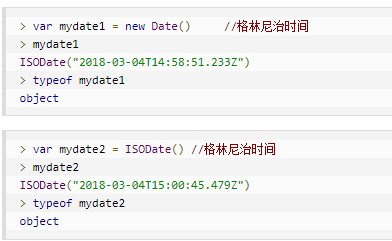 > var mydate1 = new Date()     //格林尼治时间
> mydate1
ISODate("2018-03-04T14:58:51.233Z")
> typeof mydate1
object
> var mydate2 = ISODate() //格林尼治时间
> mydate2
ISODate("2018-03-04T15:00:45.479Z")
> typeof mydate2
object